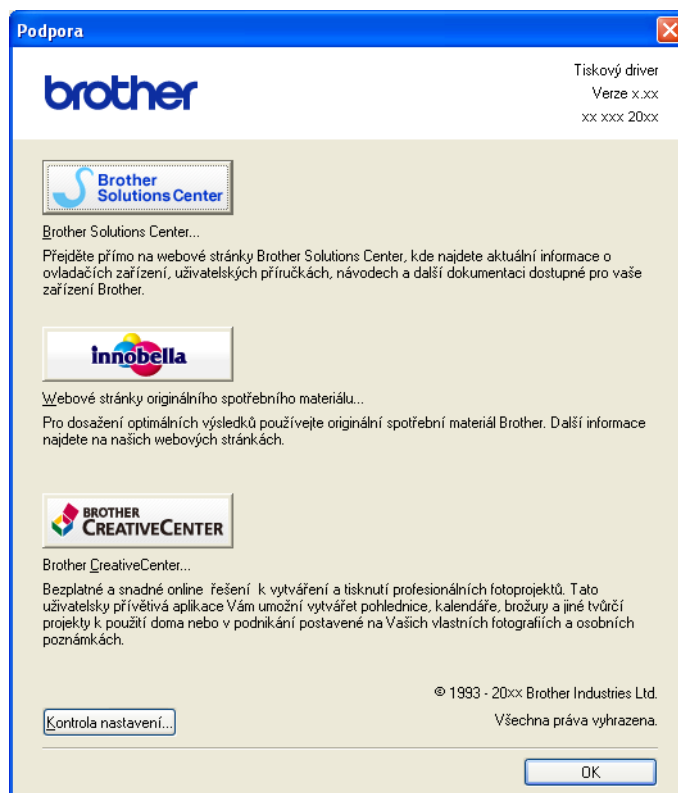 Podpora
brother
Tiskový driver
Verze x.xx
xx xxx 20xx
Brother
Solutions Center
Brother Solutions Center...
Přejděte přímo na webové stránky Brother Solutions Center, kde najdete aktuální informace o
ovladačích zařízení, uživatelských příručkách, návodech a další dokumentaci dostupné pro vaše
zařízení Brother.
innobella
Webové stránky originálního spotřebního materiálu...
Pro dosažení optimálních výsledků používejte originální spotřební materiál Brother. Další informace
najdete na našich webových stránkách.
BROTHER
CREATIVECENTER
Brother CreativeCenter...
Bezplatné a snadné online řešení k vytváření a tisknutí profesionálních fotoprojektů. Tato
uživatelsky přívětivá aplikace Vám umožní vytvářet pohlednice, kalendáře, brožury a jiné tvůrčí
projekty k použití doma nebo v podnikání postavené na Vašich vlastních fotografiích a osobních
poznámkách.
© 1993 - 20xx Brother Industries Ltd.
Kontrola nastavení...
Všechna práva vyhrazena.
OK